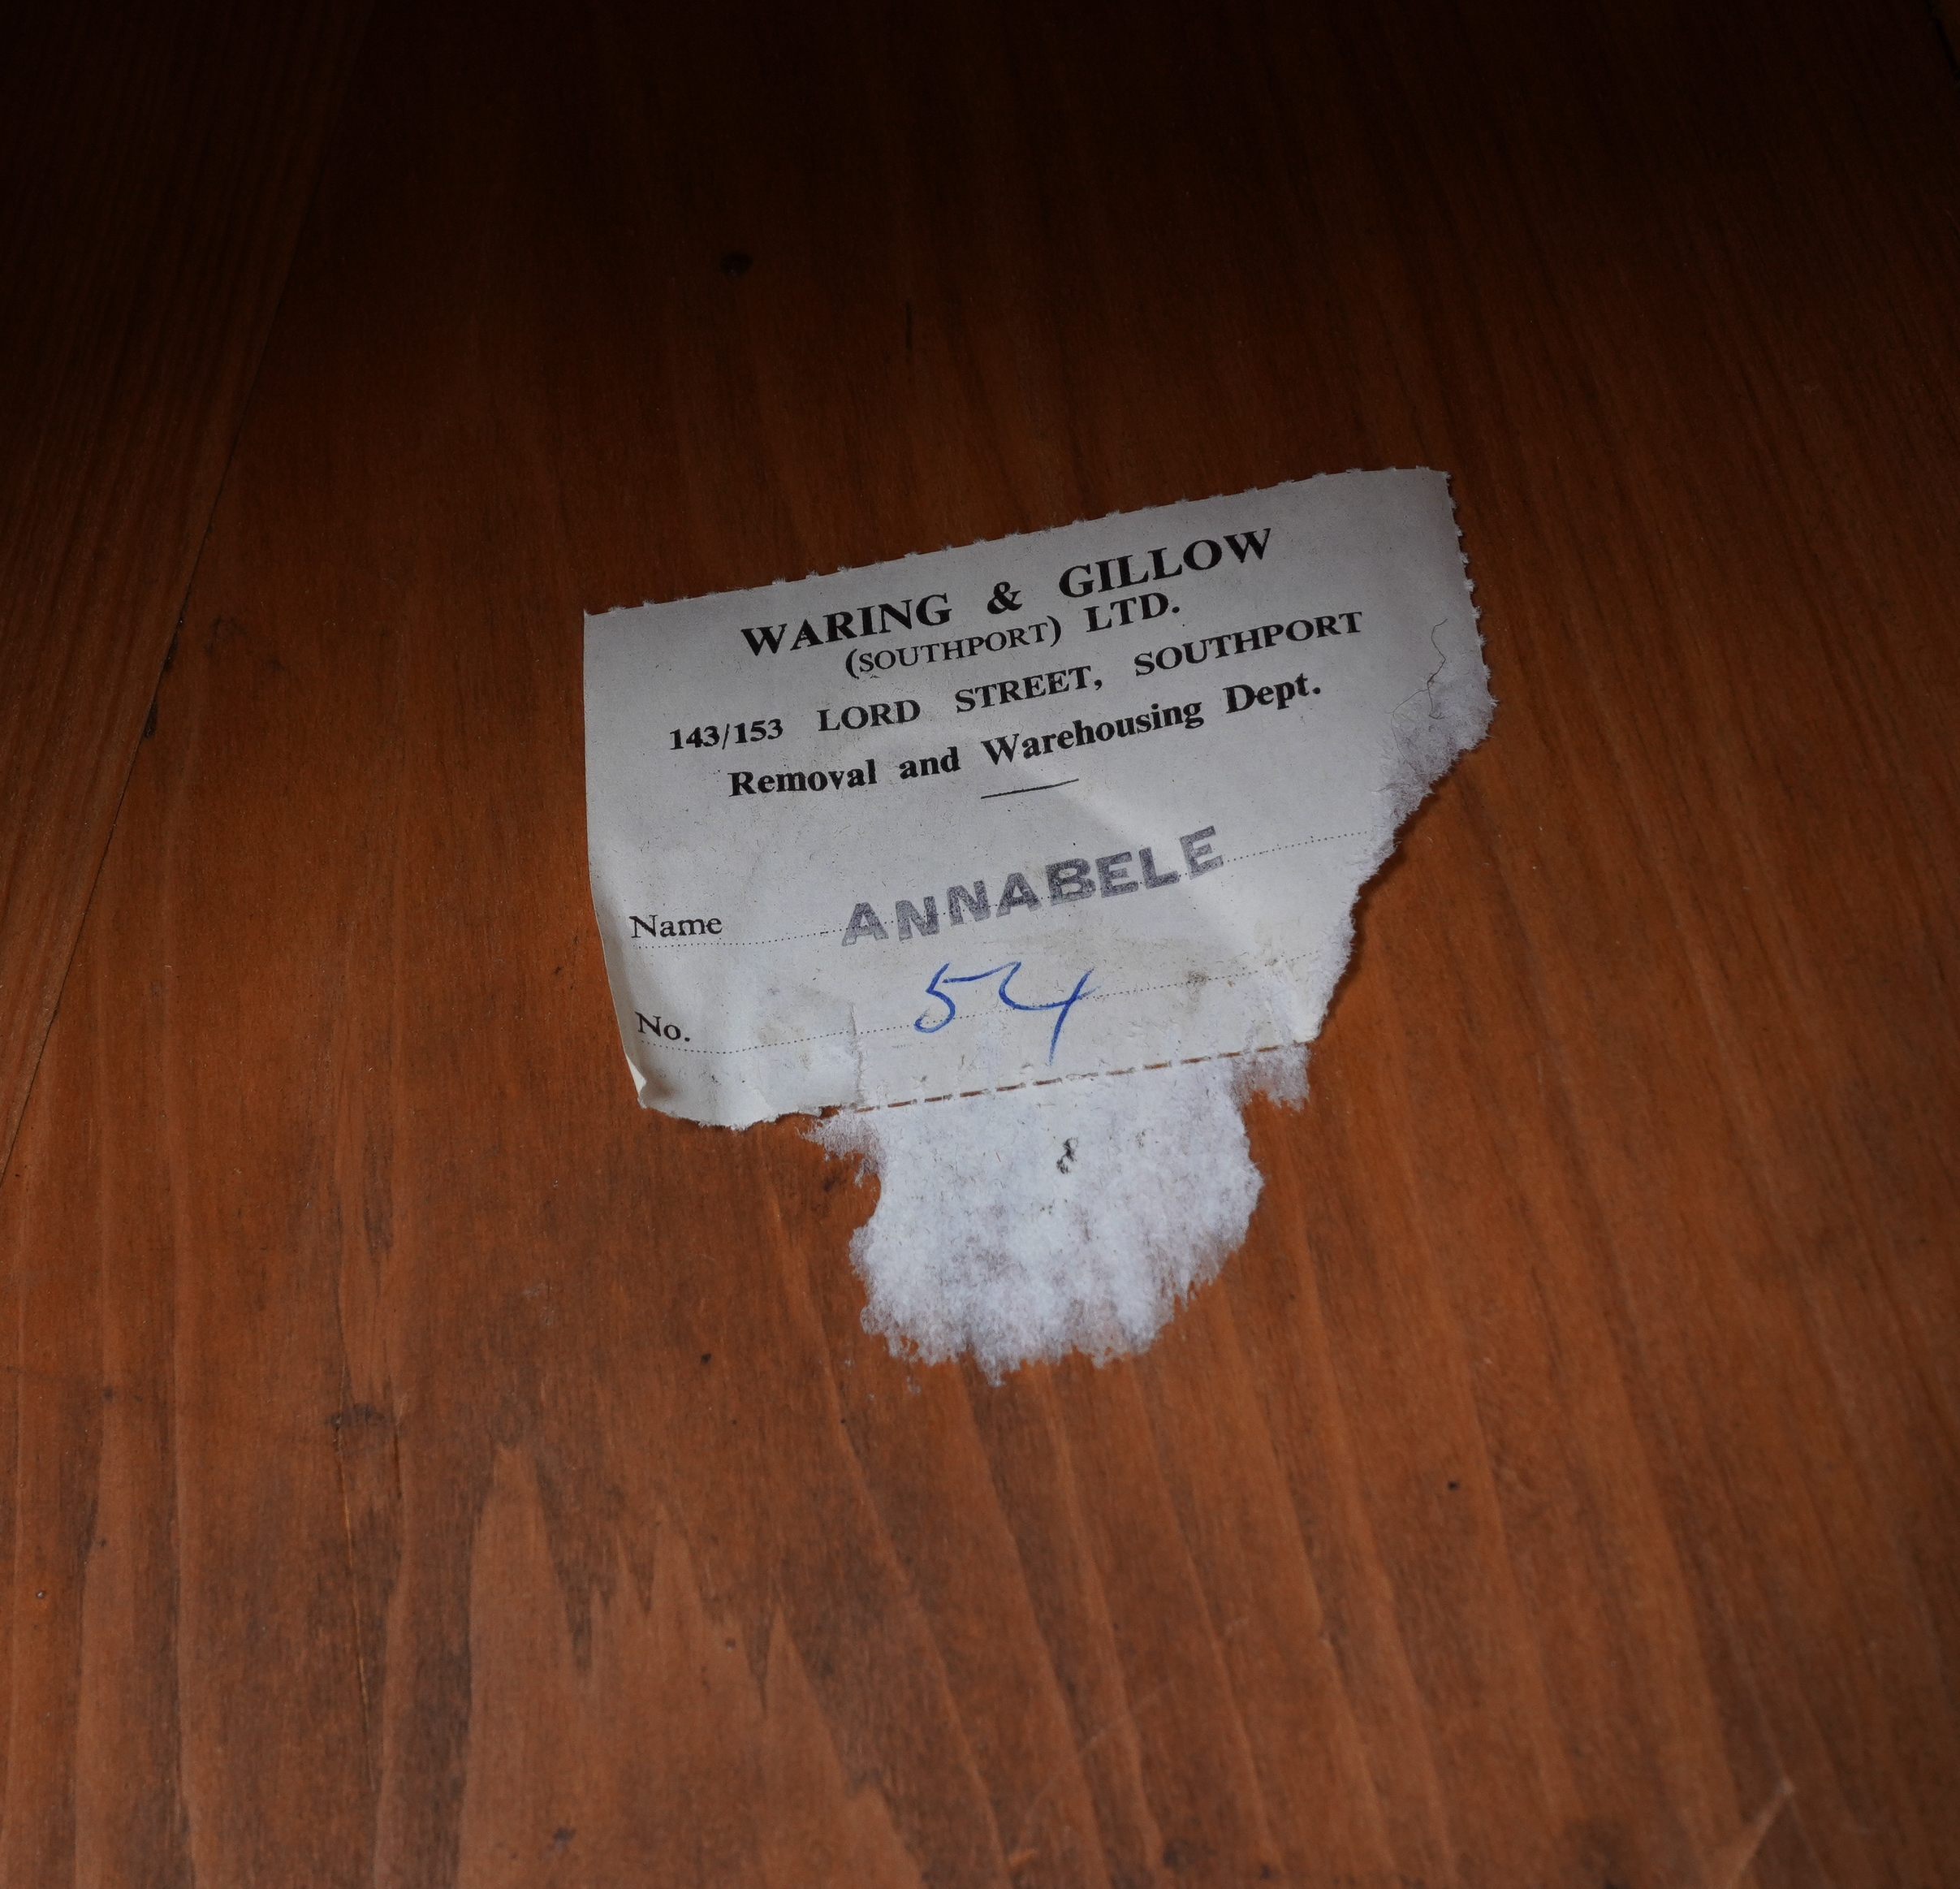 WARING & GILLOW
(SOUTHPORT) LTD.
143/153 LORD STREET, SOUTHPORT
Removal and Warehousing Dept.
Name ANNABELE
No. 54